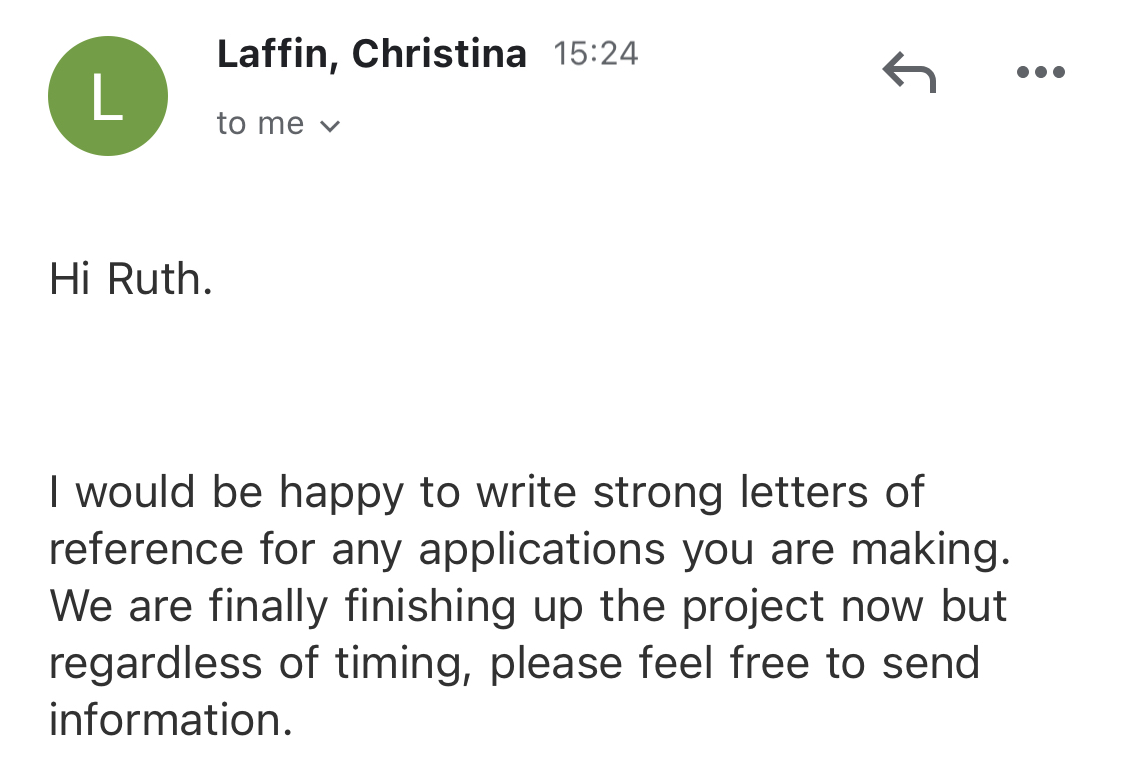 L
Laffin, Christina 15:24
to me
Hi Ruth.
I would be happy to write strong letters of
reference for any applications you are making.
We are finally finishing up the project now but
regardless of timing, please feel free to send
information.